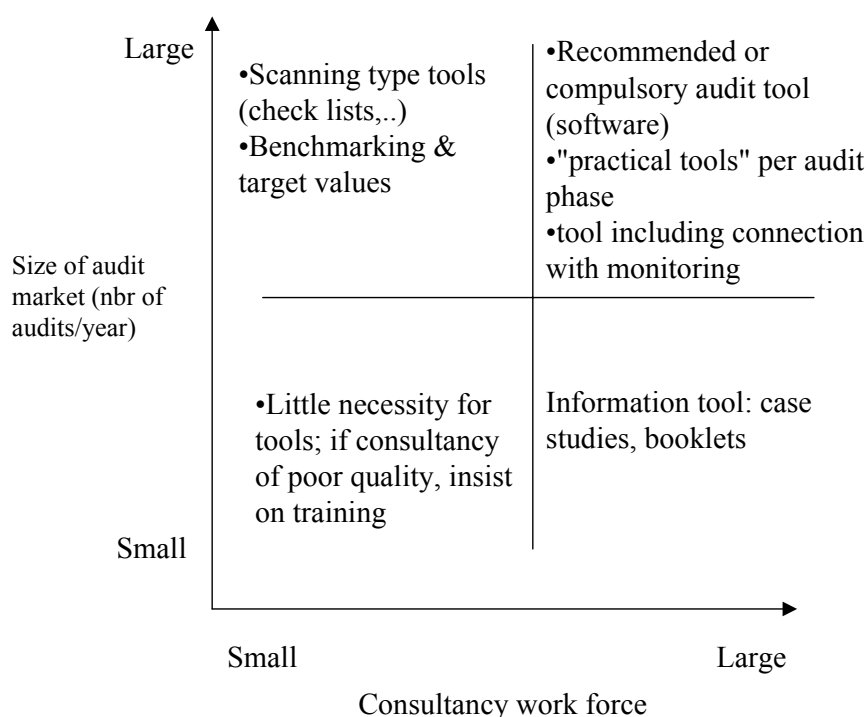 Large
•Scanning type tools
(check lists,..)
•Benchmarking &
target values
•Recommended or
compulsory audit tool
(software)
•"practical tools" per audit
phase
•tool including connection
with monitoring
Size of audit
market (nbr of
audits/year)
•Little necessity for
tools; if consultancy
of poor quality, insist
on training
Information tool: case
studies, booklets
Small
Small
Large
Consultancy work force